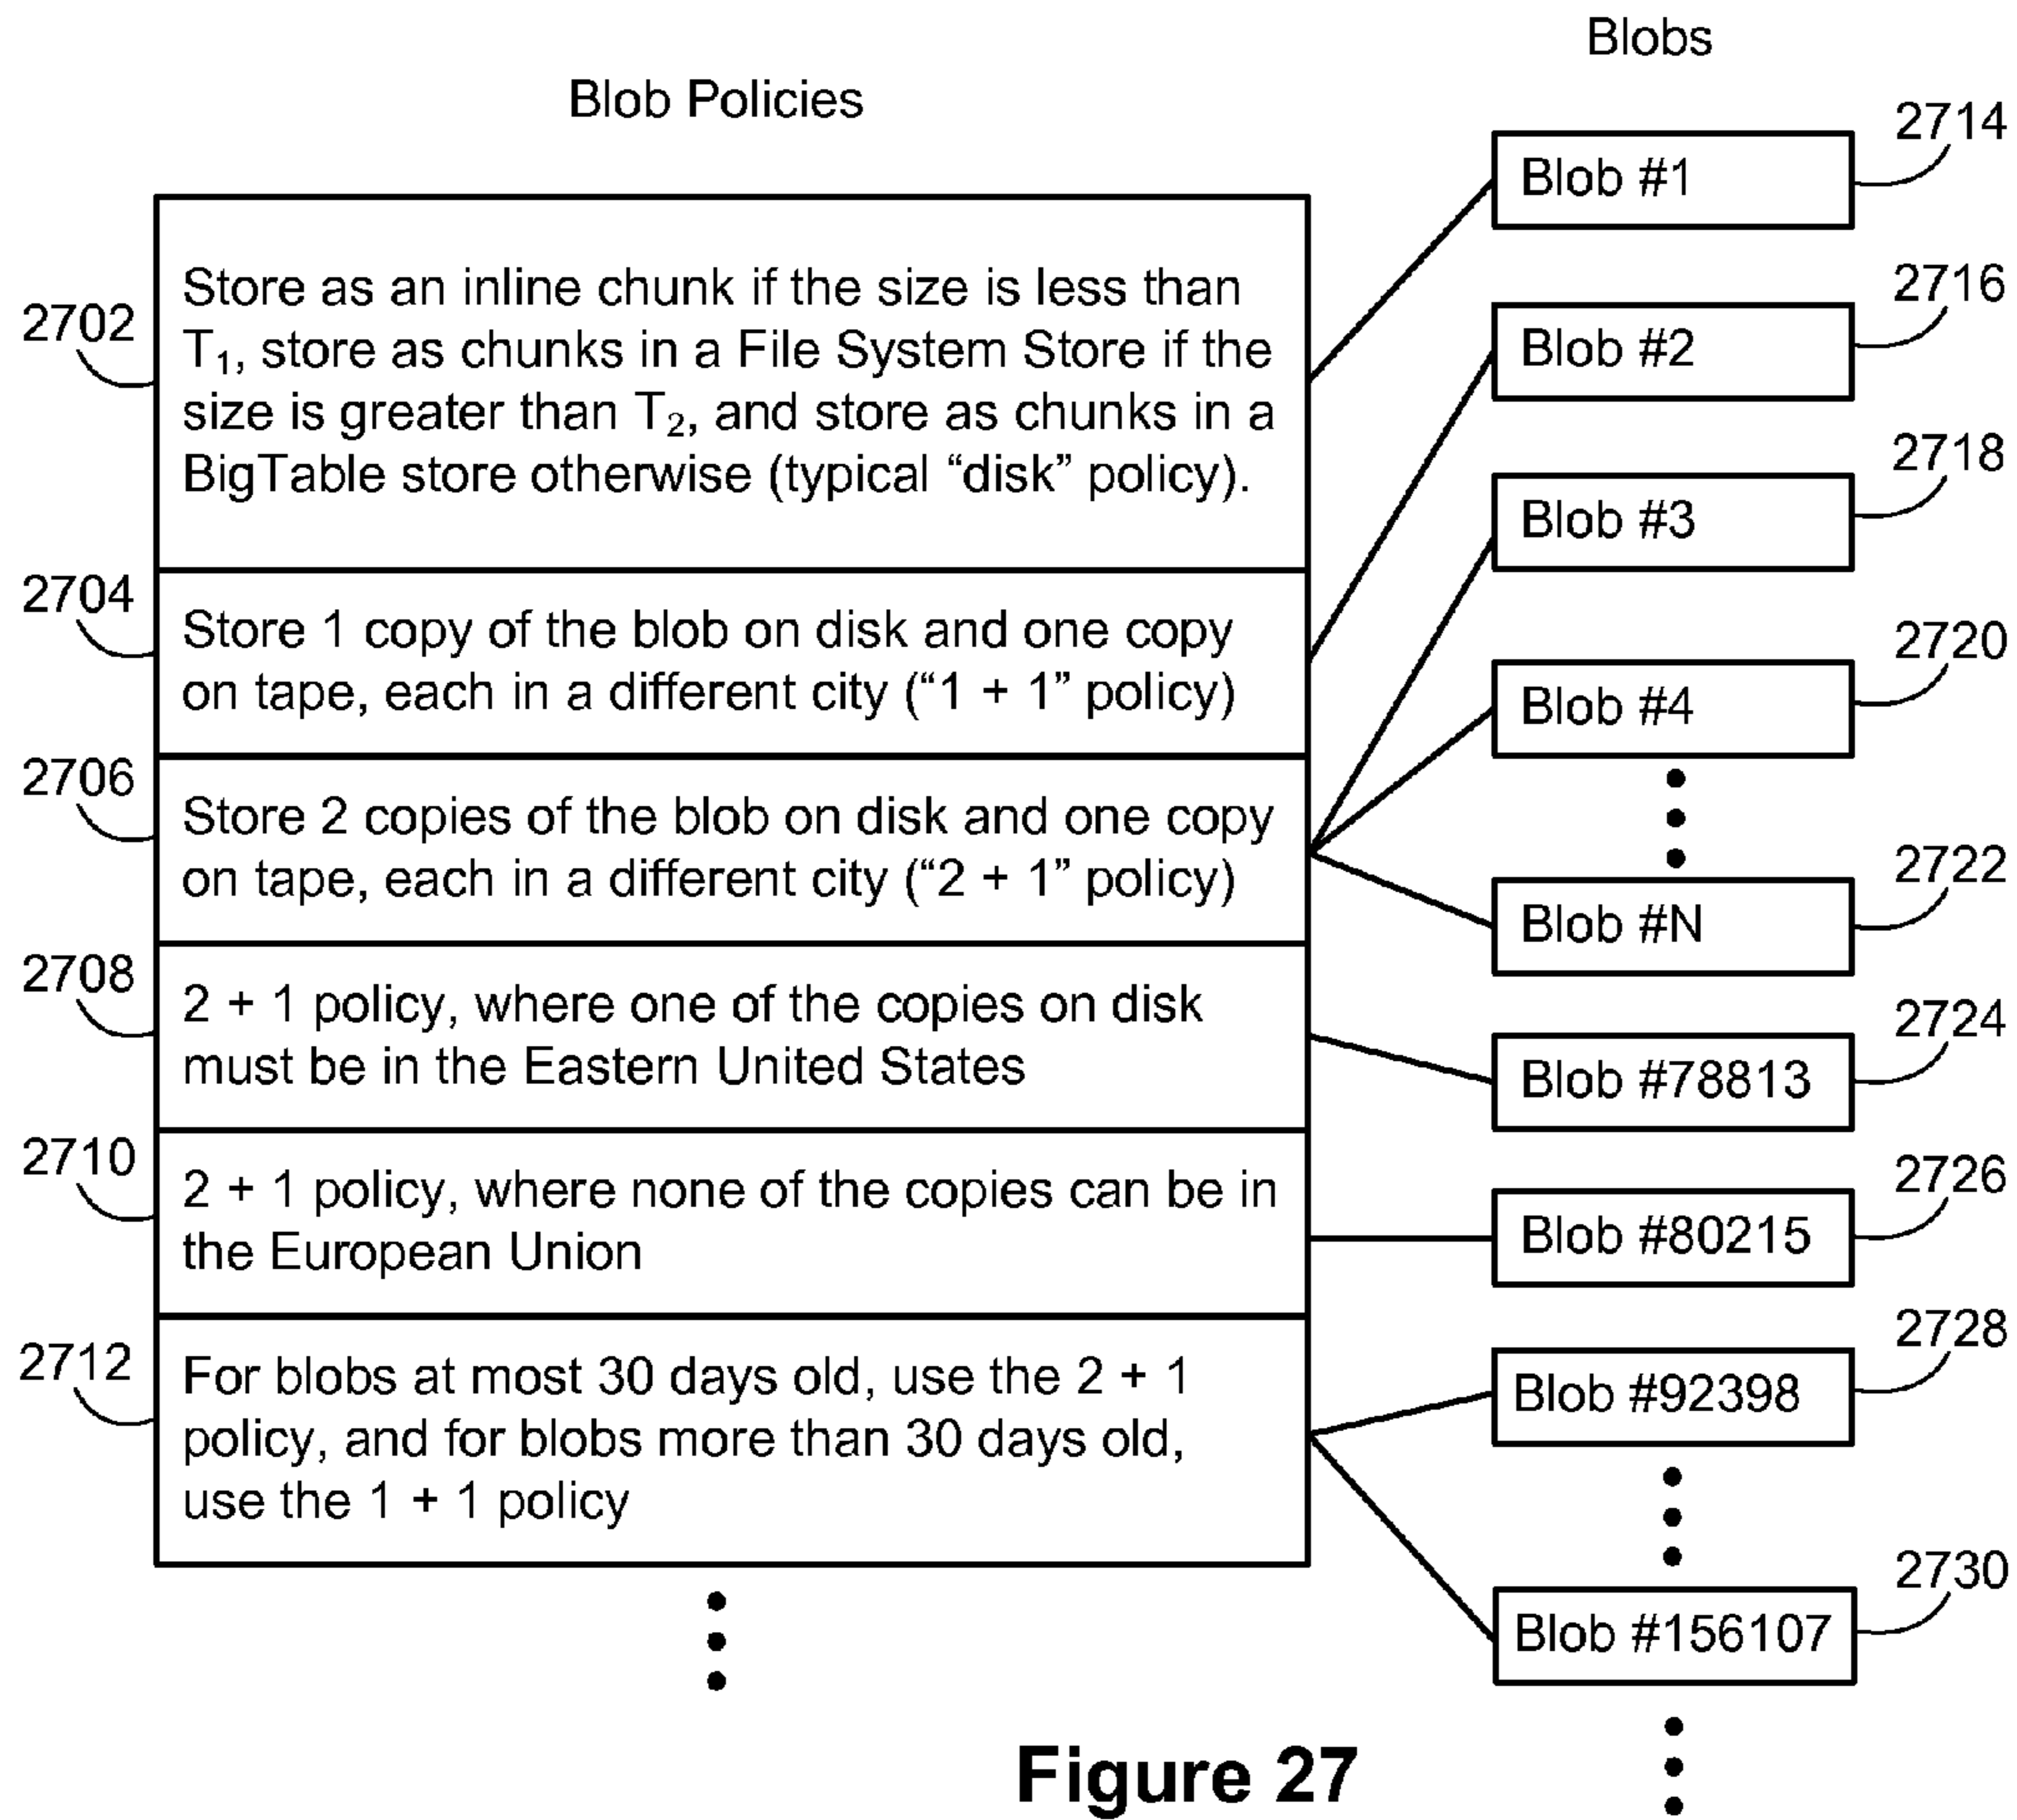 Blobs
Blob Policies
2702
Store as an inline chunk if the size is less than
T₁, store as chunks in a File System Store if the
size is greater than T₂, and store as chunks in a
BigTable store otherwise (typical “disk” policy).
2704
Store 1 copy of the blob on disk and one copy
on tape, each in a different city (“1 + 1” policy)
2706
Store 2 copies of the blob on disk and one copy
on tape, each in a different city (“2 + 1” policy)
2708
2 + 1 policy, where one of the copies on disk
must be in the Eastern United States
2710
2 + 1 policy, where none of the copies can be in
the European Union
2712
For blobs at most 30 days old, use the 2 + 1
policy, and for blobs more than 30 days old,
use the 1 + 1 policy
2714
Blob #1
2716
Blob #2
2718
Blob #3
2720
Blob #4
2722
Blob #N
2724
Blob #78813
2726
Blob #80215
2728
Blob #92398
2730
Blob #156107
Figure 27